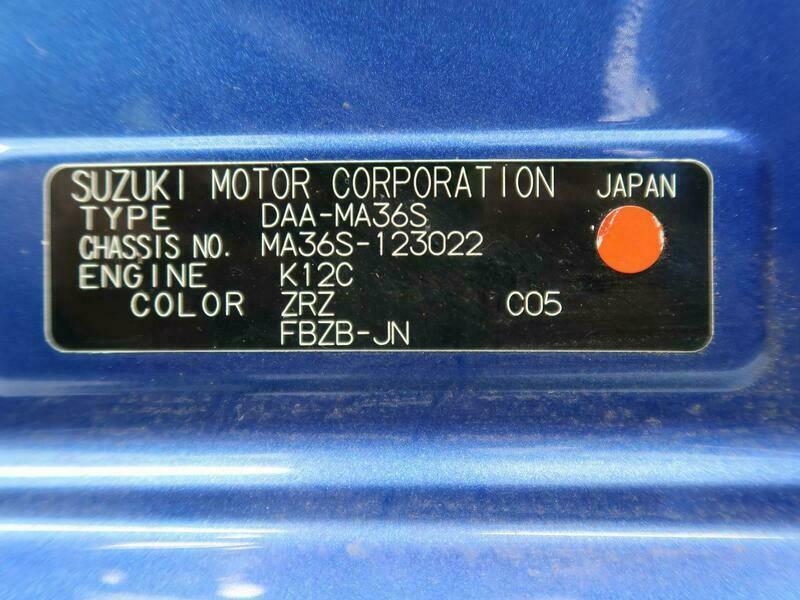 SUZUKI MOTOR CORPORATION JAPAN
TYPE DAA-MA36S
CHASSIS NO. MA36S-123022
ENGINE K12C
COLOR ZRZ C05
FBZB-JN